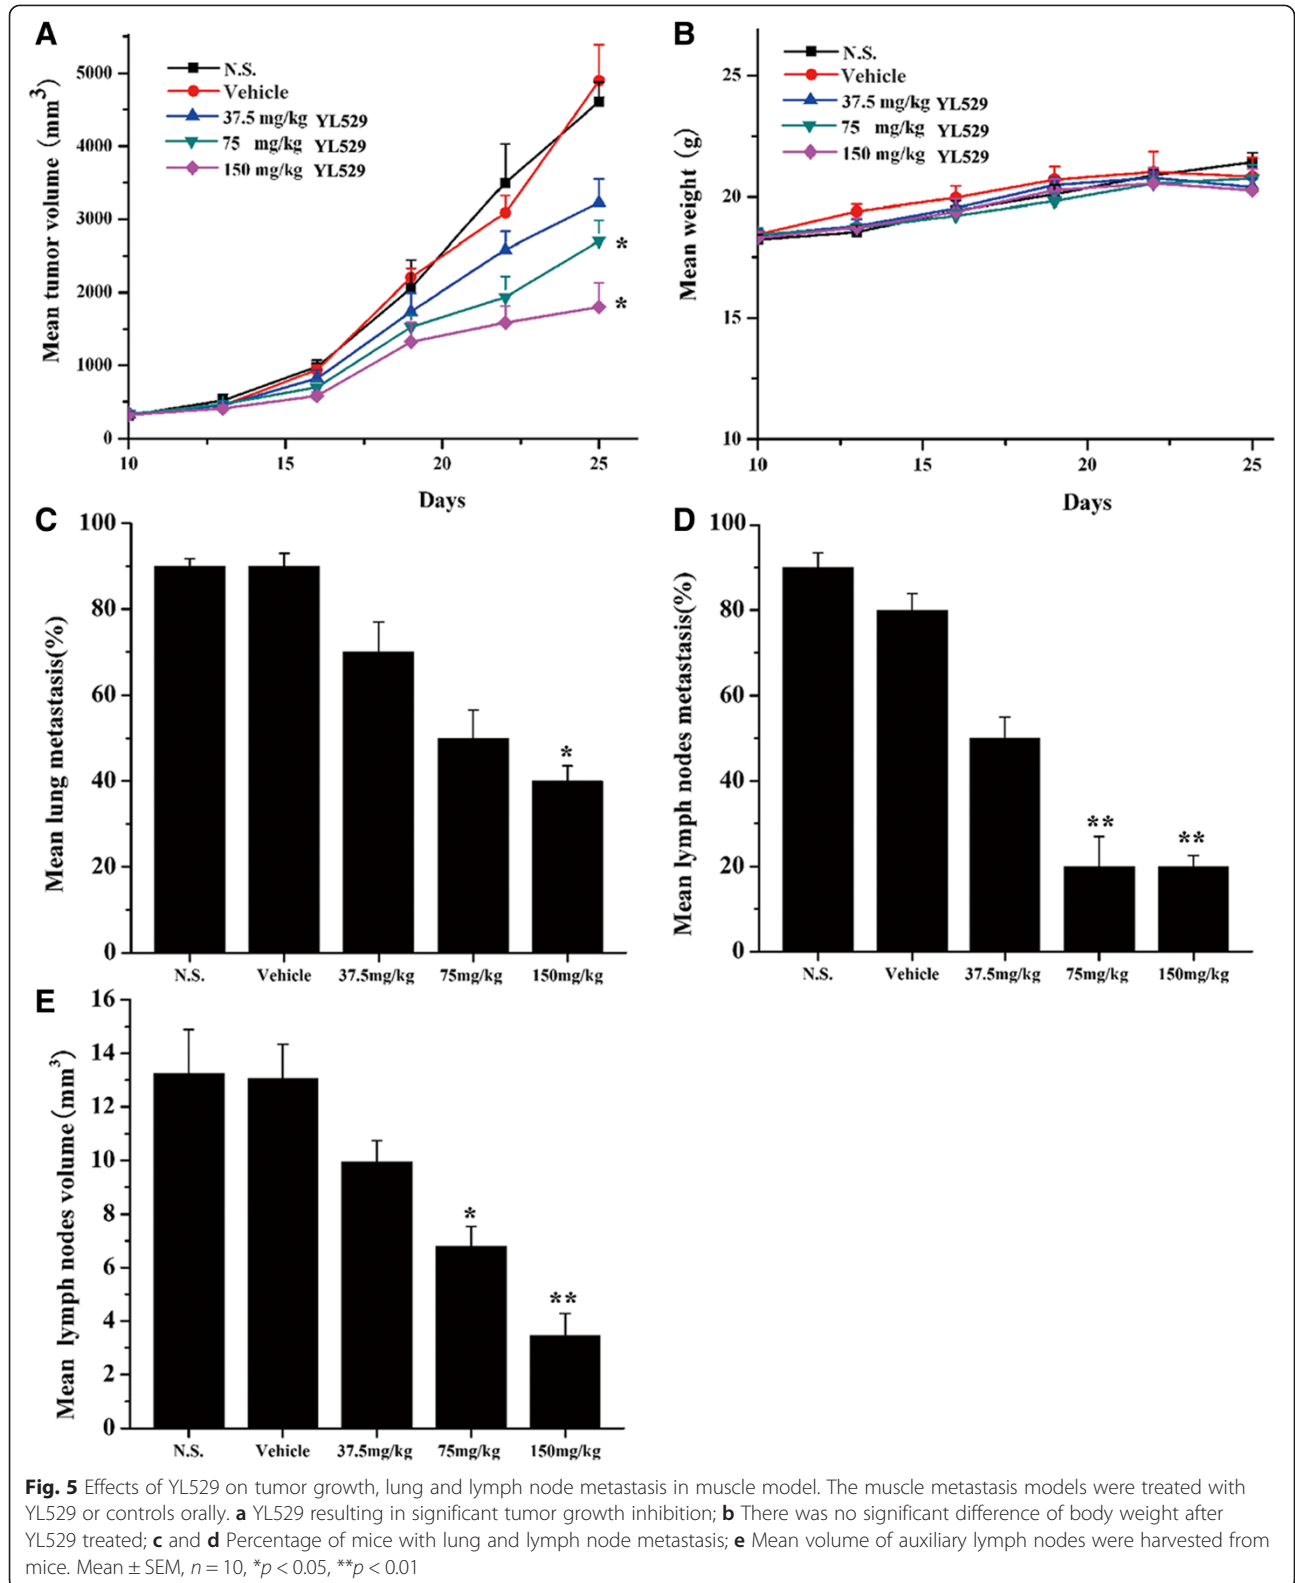 A
Mean tumor volume (mm3)
5000
4000
3000
2000
1000
0
N.S.
Vehicle
37.5 mg/kg YL529
75 mg/kg YL529
150 mg/kg YL529
*
*
10 15 20 25
Days
B
Mean weight (g)
25
20
15
10
N.S.
Vehicle
37.5 mg/kg YL529
75 mg/kg YL529
150 mg/kg YL529
10 15 20 25
Days
C
Mean lung metastasis(%)
100
80
60
40
20
0
*
N.S. Vehicle 37.5mg/kg 75mg/kg 150mg/kg
D
Mean lymph nodes metastasis(%)
100
80
60
40
20
0
** **
N.S. Vehicle 37.5mg/kg 75mg/kg 150mg/kg
E
Mean lymph nodes volume(mm3)
16
14
12
10
8
6
4
2
0
*
**
N.S. Vehicle 37.5mg/kg 75mg/kg 150mg/kg
Fig. 5 Effects of YL529 on tumor growth, lung and lymph node metastasis in muscle model. The muscle metastasis models were treated with
YL529 or controls orally. a YL529 resulting in significant tumor growth inhibition; b There was no significant difference of body weight after
YL529 treated; c and d Percentage of mice with lung and lymph node metastasis; e Mean volume of auxiliary lymph nodes were harvested from
mice. Mean ± SEM, n = 10, *p < 0.05, **p < 0.01